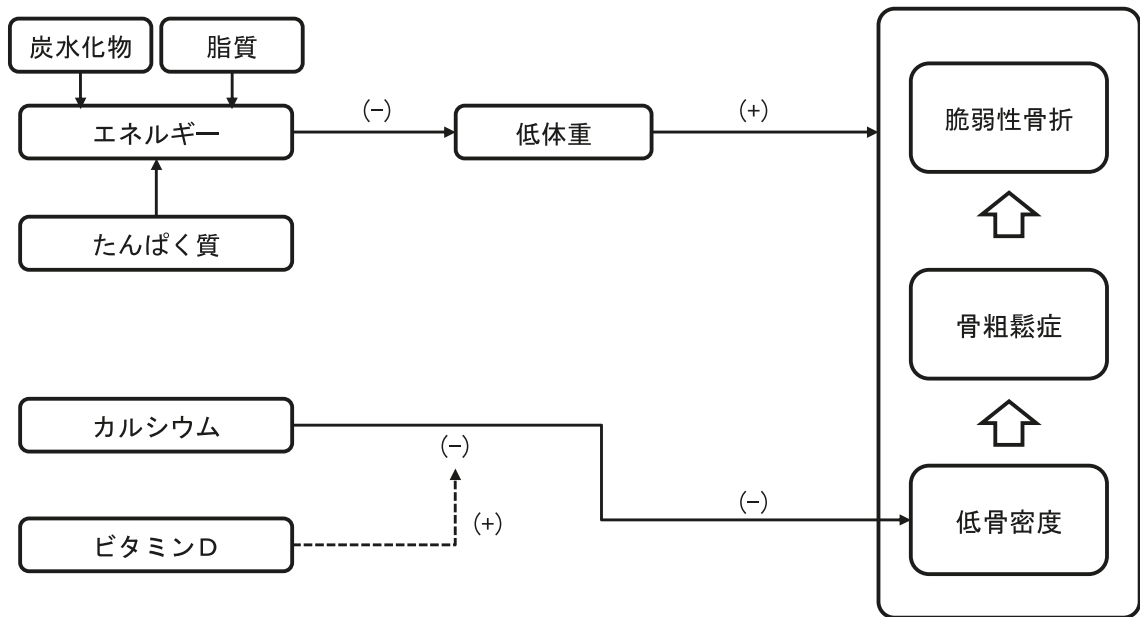 炭水化物
脂質
エネルギー
(−)
低体重
(+)
脆弱性骨折
たんぱく質
骨粗鬆症
カルシウム
(−)
(−)
低骨密度
ビタミンD
(+)